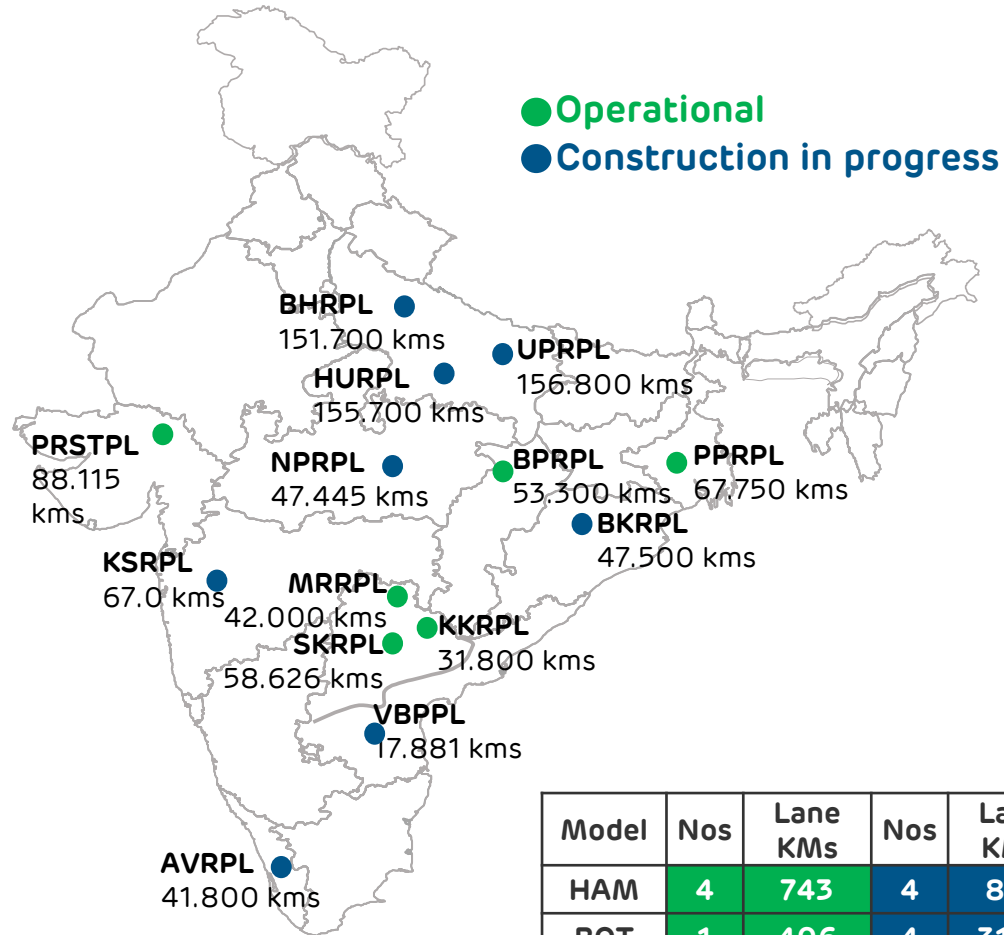 Operational
Construction in progress
BHRPL
151.700 kms
UPRPL
156.800 kms
HURPL
155.700 kms
PRSTPL
88.115
kms
NPRPL
47.445 kms
BPRPL
53.300 kms
PPRPL
67.750 kms
BKRPL
47.500 kms
KSRPL
67.0 kms
MRRPL
42.000 kms
KKRPL
31.800 kms
SKRPL
58.626 kms
VBPPL
17.881 kms
AVRPL
41.800 kms
Model Nos Lane KMs Nos
HAM 4 743 4